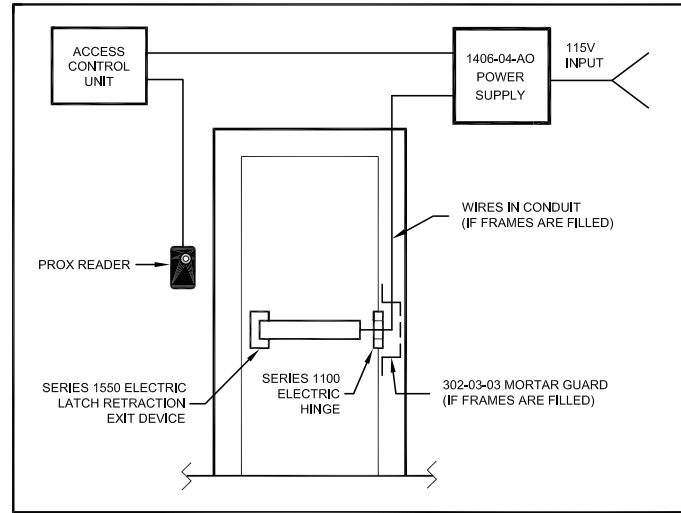 ACCESS
CONTROL
UNIT
1406-04-AO
POWER
SUPPLY
115V
INPUT
WIRES IN CONDUIT
(IF FRAMES ARE FILLED)
PROX READER
SERIES 1550 ELECTRIC
LATCH RETRACTION
EXIT DEVICE
SERIES 1100
ELECTRIC
HINGE
302-03-03 MORTAR GUARD
(IF FRAMES ARE FILLED)